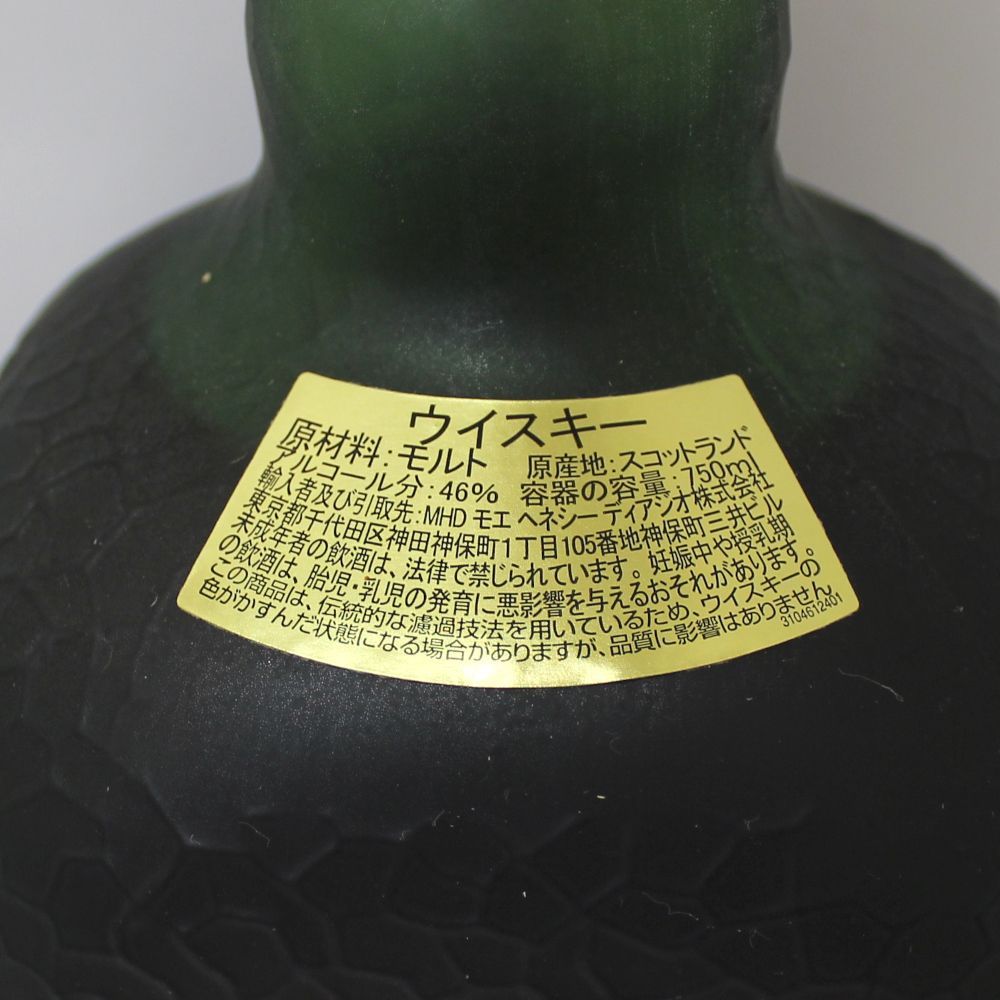 ウイスキー
原材料:モルト 原産地:スコットランド
アルコール分:46% 容器の容量:750ml
輸入者及び引取先:MHD モエ ヘネシー ディアジオ株式会社
東京都千代田区神田神保町1丁目105番地神保町三井ビル
未成年者の飲酒は、法律で禁じられています。妊娠中や授乳期
の飲酒は、胎児・乳児の発育に悪影響を与えるおそれがあります。
この商品は、伝統的な濾過技法を用いているため、ウイスキーの
色がかすんだ状態になる場合がありますが、品質に影響はありません。
3104612401